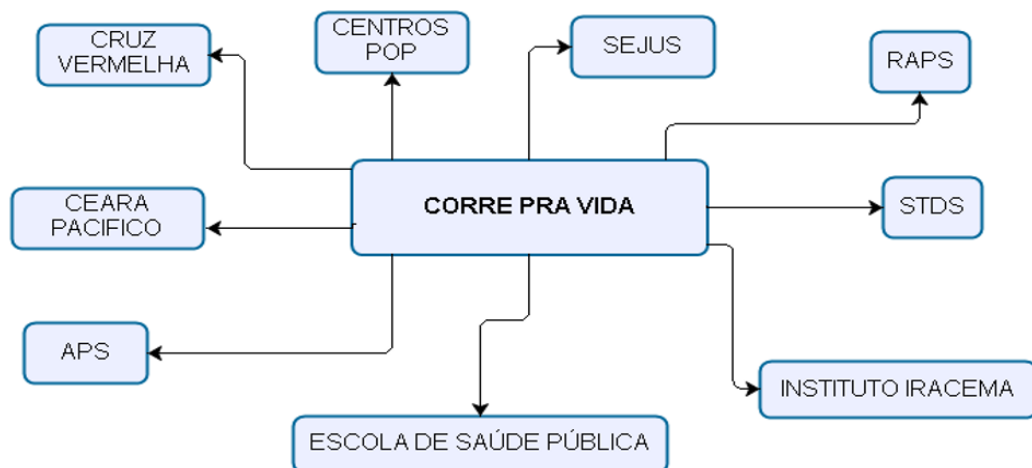 CRUZ
VERMELHA
CENTROS
POP
SEJUS
RAPS
CEARA
PACIFICO
CORRE PRA VIDA
STDS
APS
INSTITUTO IRACEMA
ESCOLA DE SAÚDE PÚBLICA